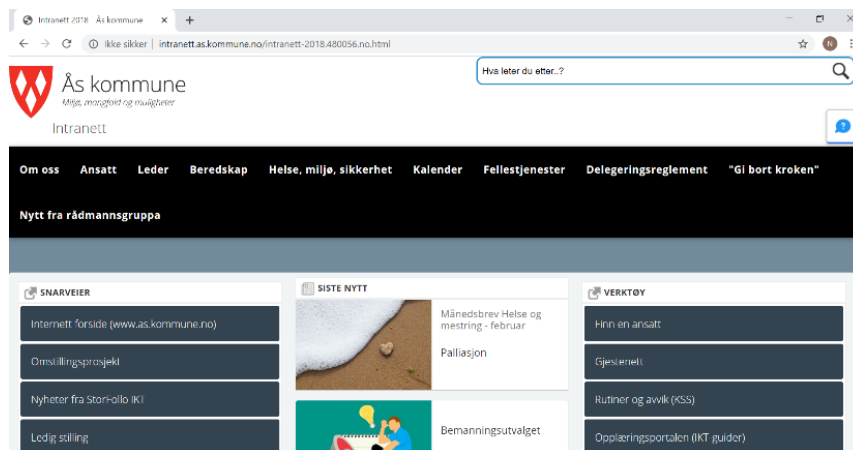 Intranett 2018 Ås kommune
Ikke sikker | intranett.as.kommune.no/intranett-2018.480056.no.html
N
Ås kommune
Miljø, mangfold og muligheter
Intranett
Hva leter du etter..?
Om oss Ansatt Leder Beredskap Helse, miljø, sikkerhet Kalender Fellestjenester Delegeringsreglement "Gi bort kroken"
Nytt fra rådmannsgruppa
SNARVEIER
Internett forside (www.as.kommune.no)
Omstillingsprosjekt
Nyheter fra StorFollo IKT
Ledig stilling
SISTE NYTT
Månedsbrev Helse og
mestring - februar
Palliasjon
Bemanningsutvalget
VERKTØY
Finn en ansatt
Gjestenett
Rutiner og avvik (KSS)
Opplæringsportalen (IKT guider)